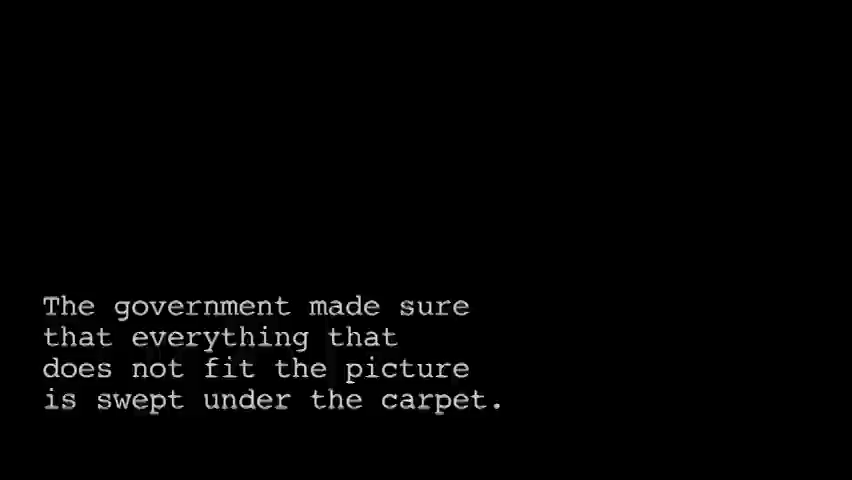 The government made sure
that everything that
does not fit the picture
is swept under the carpet.